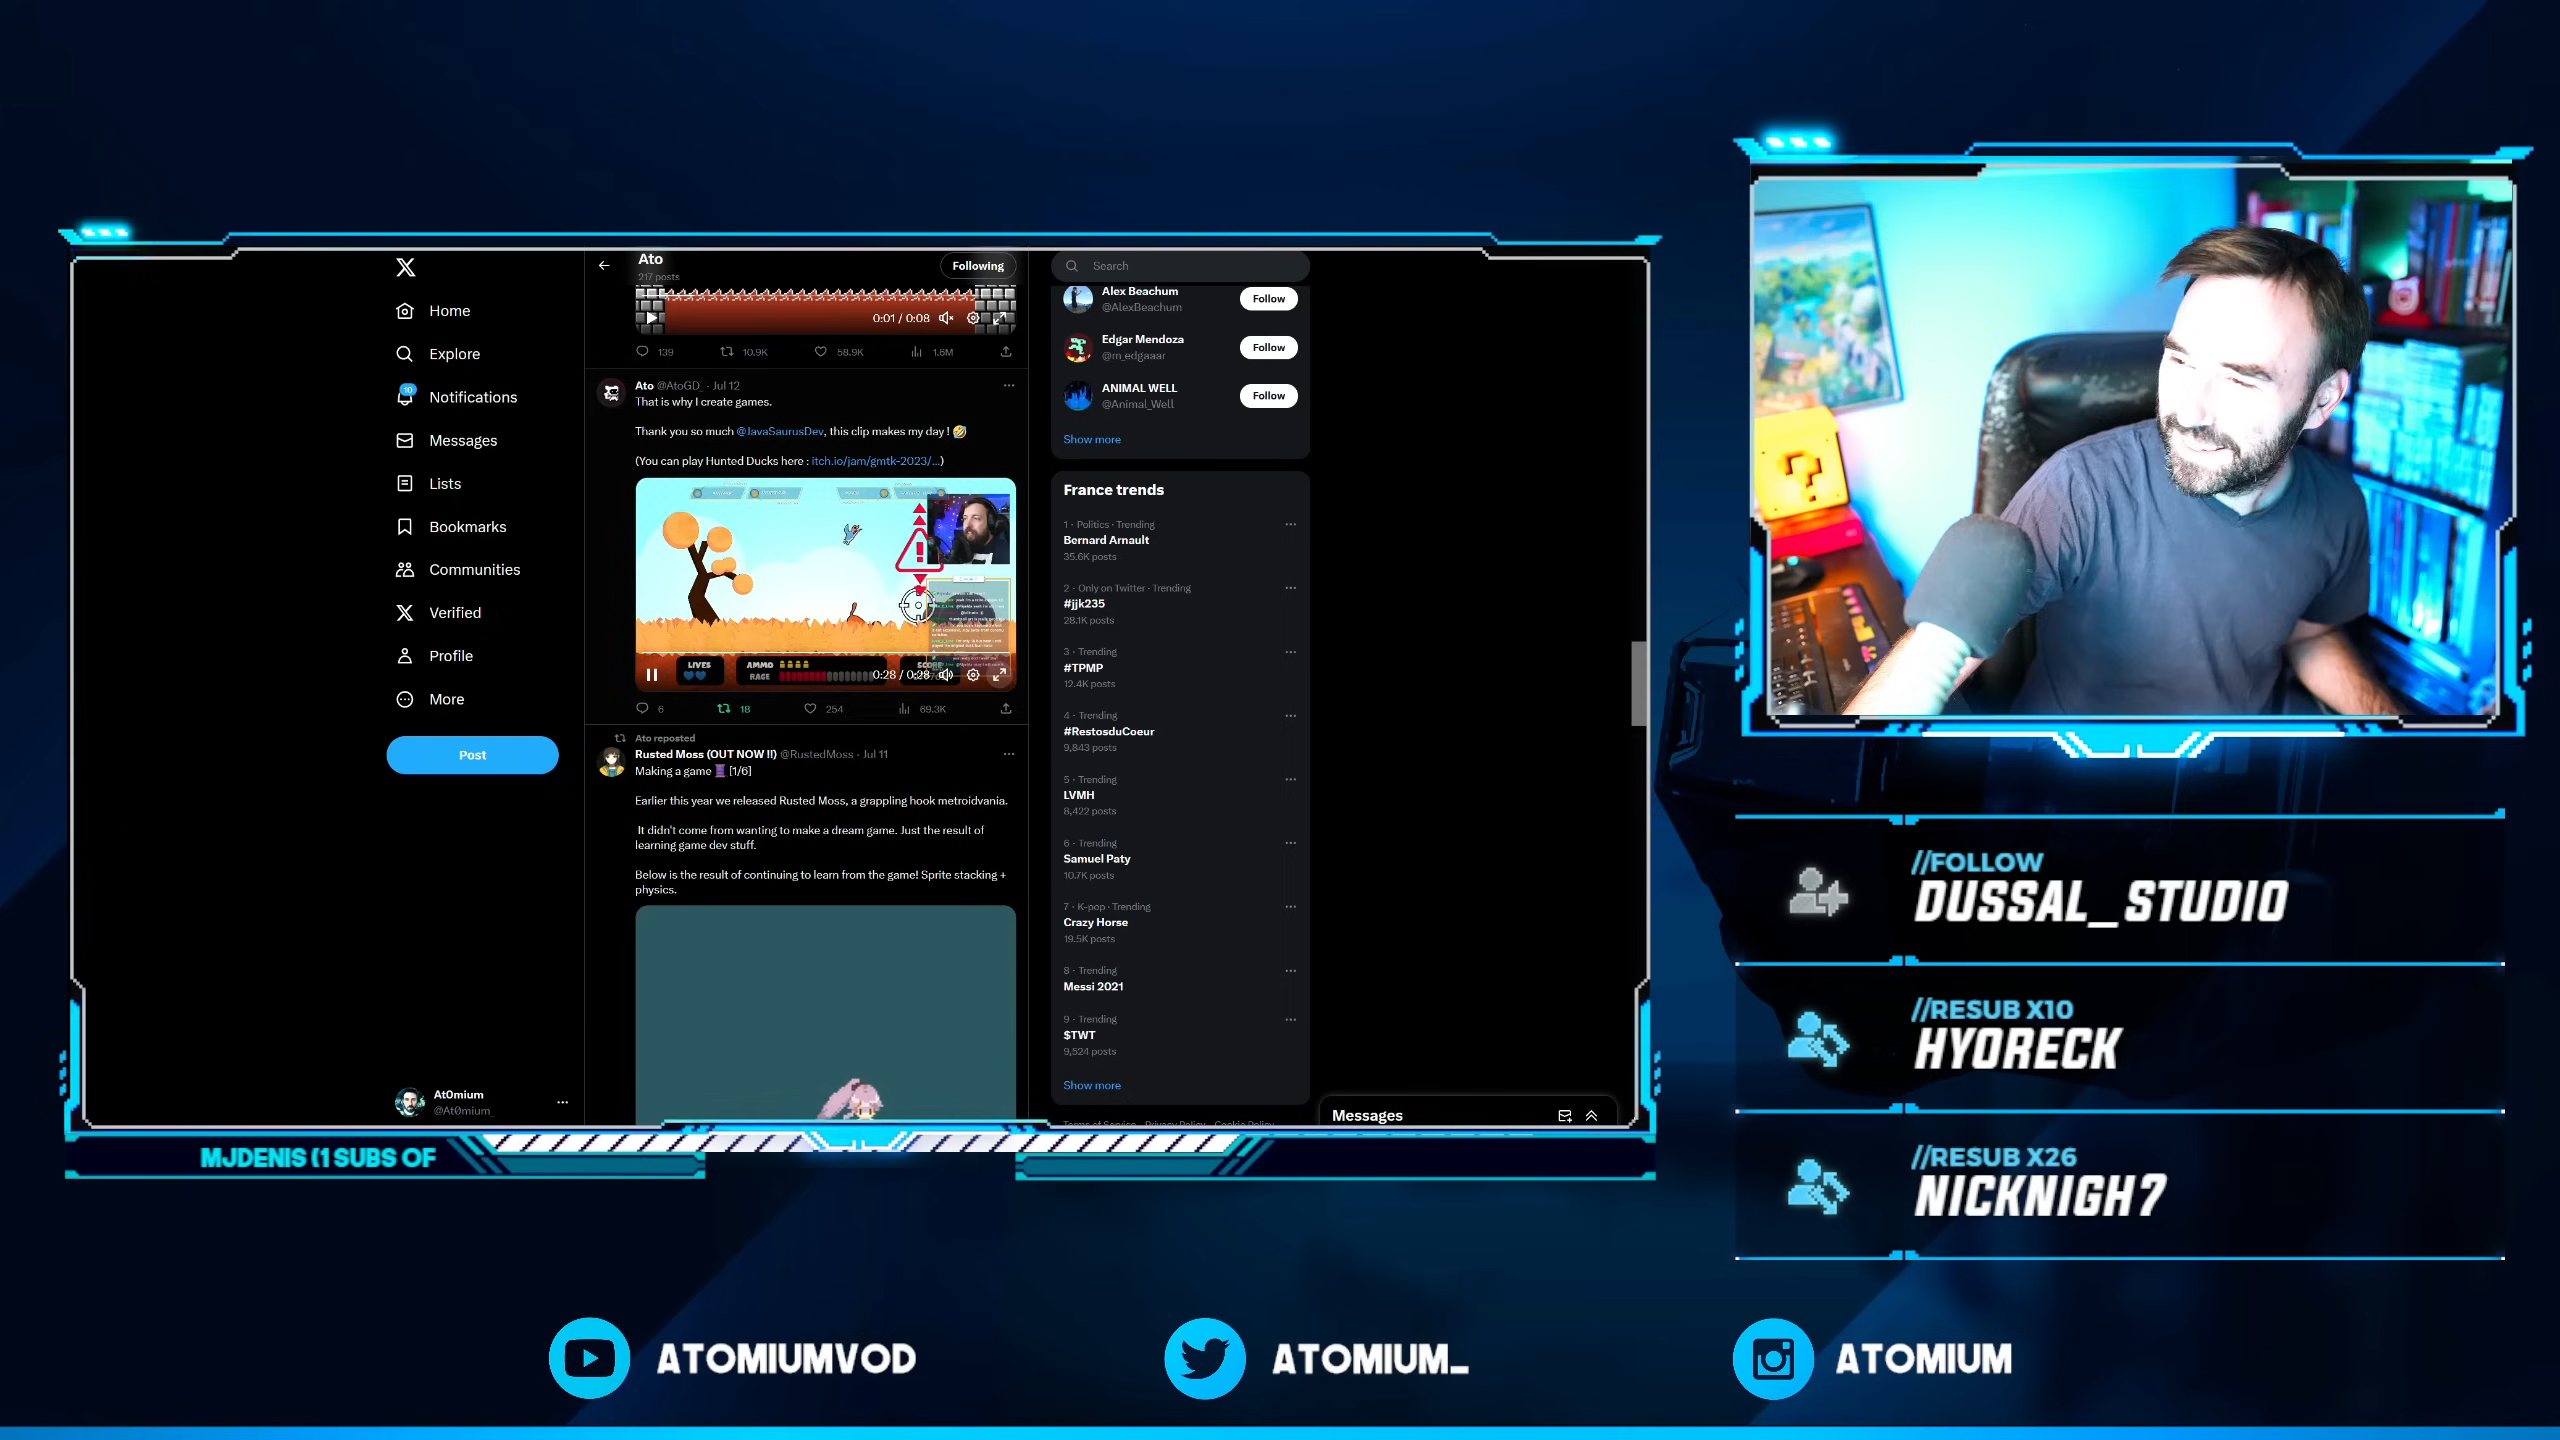 Home
Explore
10
Notifications
Messages
Lists
Bookmarks
Communities
Verified
Profile
More
Post
At0mium
@At0mium_
Ato
217 posts
Following
0:01 / 0:08
139 10.9K 58.9K 1.6M
Ato @AtoGD_ · Jul 12
That is why I create games.
Thank you so much @JavaSaurusDev, this clip makes my day ! 🤣
(You can play Hunted Ducks here : itch.io/jam/gmtk-2023/…)
LIVES
AMMO
RAGE
SCORE
0:28 / 0:28
6 18 254 69.3K
Ato reposted
Rusted Moss (OUT NOW !!) @RustedMoss · Jul 11
Making a game 🧵 [1/6]
Earlier this year we released Rusted Moss, a grappling hook metroidvania.
It didn't come from wanting to make a dream game. Just the result of
learning game dev stuff.
Below is the result of continuing to learn from the game! Sprite stacking +
physics.
Search
Alex Beachum
@AlexBeachum
Follow
Edgar Mendoza
@m_edgaaar
Follow
ANIMAL WELL
@Animal_Well
Follow
Show more
France trends
1 · Politics · Trending
Bernard Arnault
35.6K posts
2 · Only on Twitter · Trending
#jjk235
28.1K posts
3 · Trending
#TPMP
12.4K posts
4 · Trending
#RestosduCoeur
9,843 posts
5 · Trending
LVMH
8,422 posts
6 · Trending
Samuel Paty
10.7K posts
7 · K-pop · Trending
Crazy Horse
19.5K posts
8 · Trending
Messi 2021
9 · Trending
$TWT
9,524 posts
Show more
Terms of Service Privacy Policy Cookie Policy
Messages
MJDENIS (1 SUBS OF
//FOLLOW
DUSSAL_STUDIO
//RESUB X10
HYORECK
//RESUB X26
NICKNIGH7
ATOMIUMVOD
ATOMIUM_
ATOMIUM